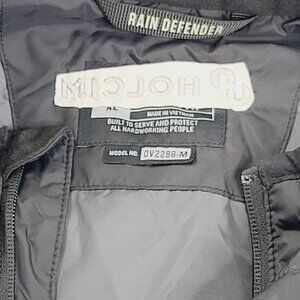 RAIN DEFENDER
HOLCIM
XL
MADE IN VIETNAM
BUILT TO SERVE AND PROTECT
ALL HARDWORKING PEOPLE
MODEL NO. OV2286-M